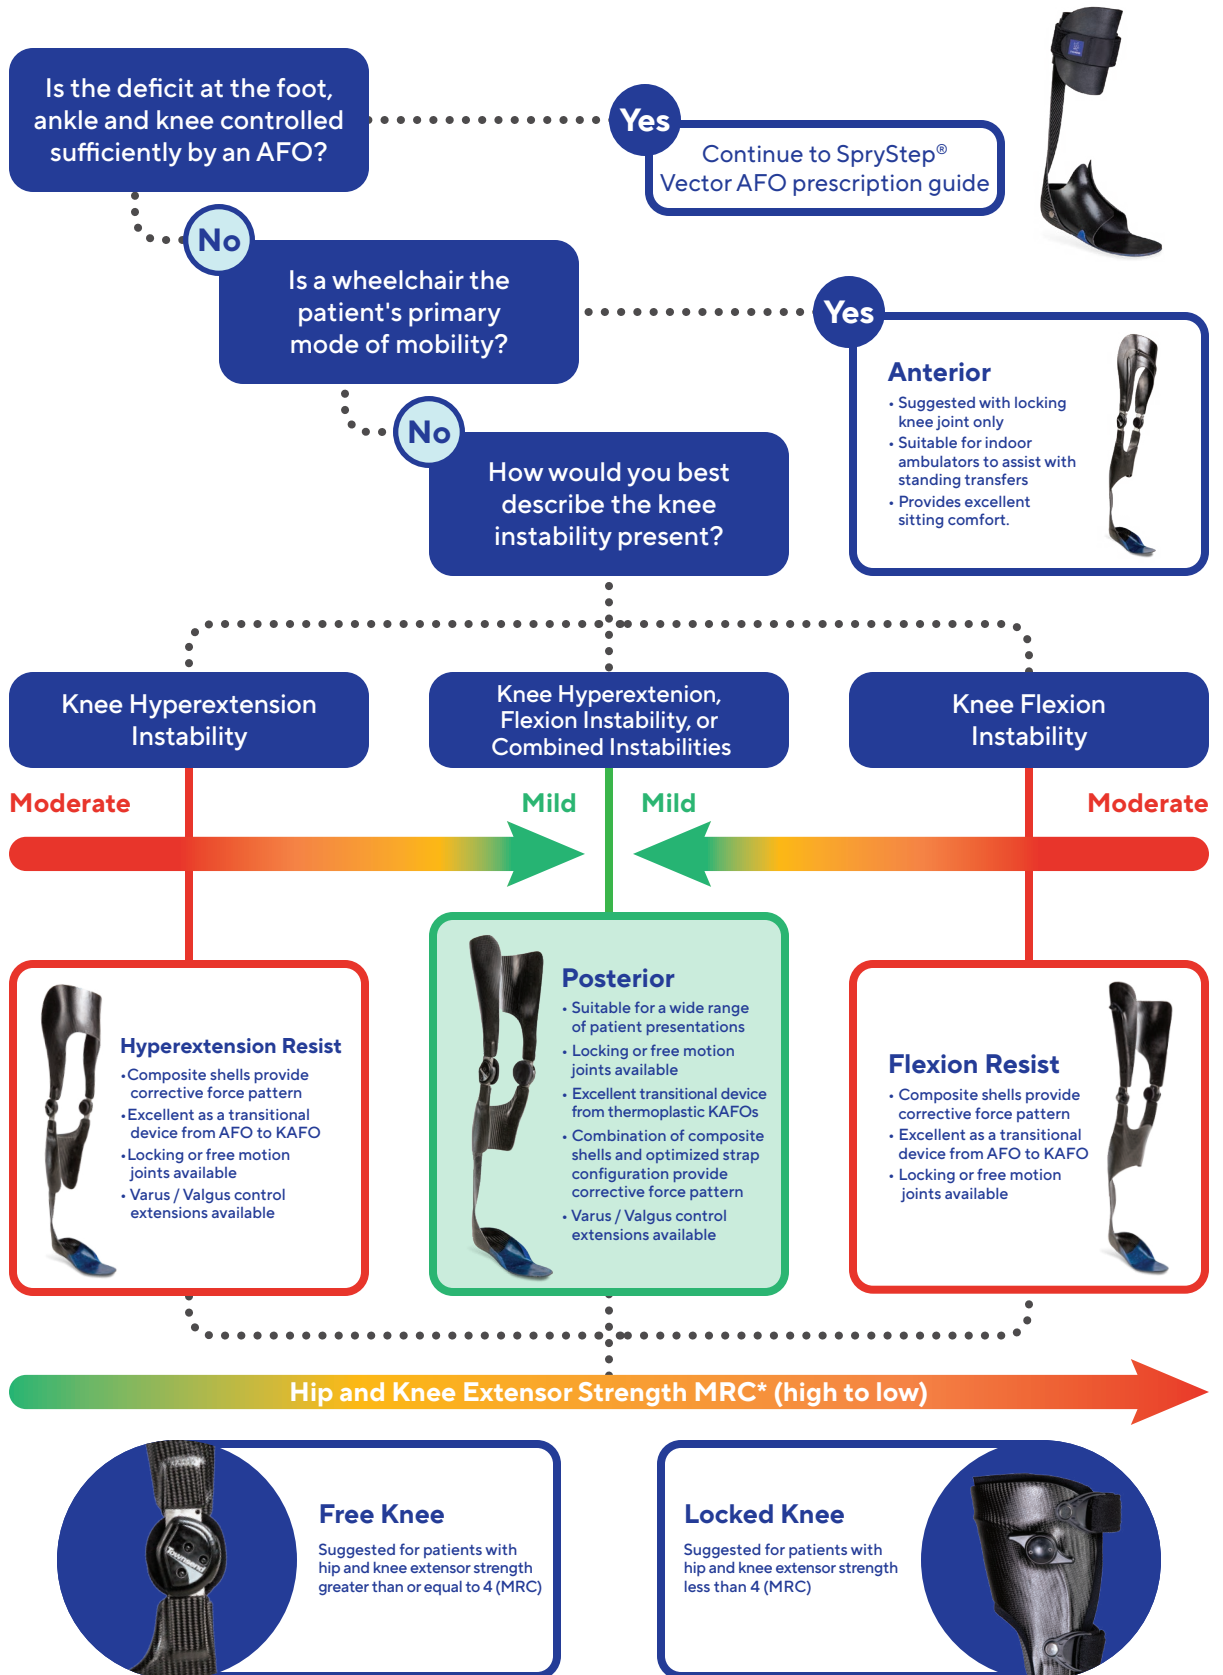 Is the deficit at the foot,
ankle and knee controlled
sufficiently by an AFO?
Yes
Continue to SpryStep®
Vector AFO prescription guide
No
Is a wheelchair the
patient's primary
mode of mobility?
Yes
Anterior
• Suggested with locking
knee joint only
• Suitable for indoor
ambulators to assist with
standing transfers
• Provides excellent
sitting comfort.
No
How would you best
describe the knee
instability present?
Knee Hyperextension
Instability
Knee Hyperextenion,
Flexion Instability, or
Combined Instabilities
Knee Flexion
Instability
Moderate
Mild
Mild
Moderate
Hyperextension Resist
•Composite shells provide
corrective force pattern
•Excellent as a transitional
device from AFO to KAFO
•Locking or free motion
joints available
• Varus / Valgus control
extensions available
Posterior
• Suitable for a wide range
of patient presentations
• Locking or free motion
joints available
• Excellent transitional device
from thermoplastic KAFOs
• Combination of composite
shells and optimized strap
configuration provide
corrective force pattern
• Varus / Valgus control
extensions available
Flexion Resist
• Composite shells provide
corrective force pattern
• Excellent as a transitional
device from AFO to KAFO
• Locking or free motion
joints available
Hip and Knee Extensor Strength MRC* (high to low)
Townsend
Free Knee
Suggested for patients with
hip and knee extensor strength
greater than or equal to 4 (MRC)
Locked Knee
Suggested for patients with
hip and knee extensor strength
less than 4 (MRC)